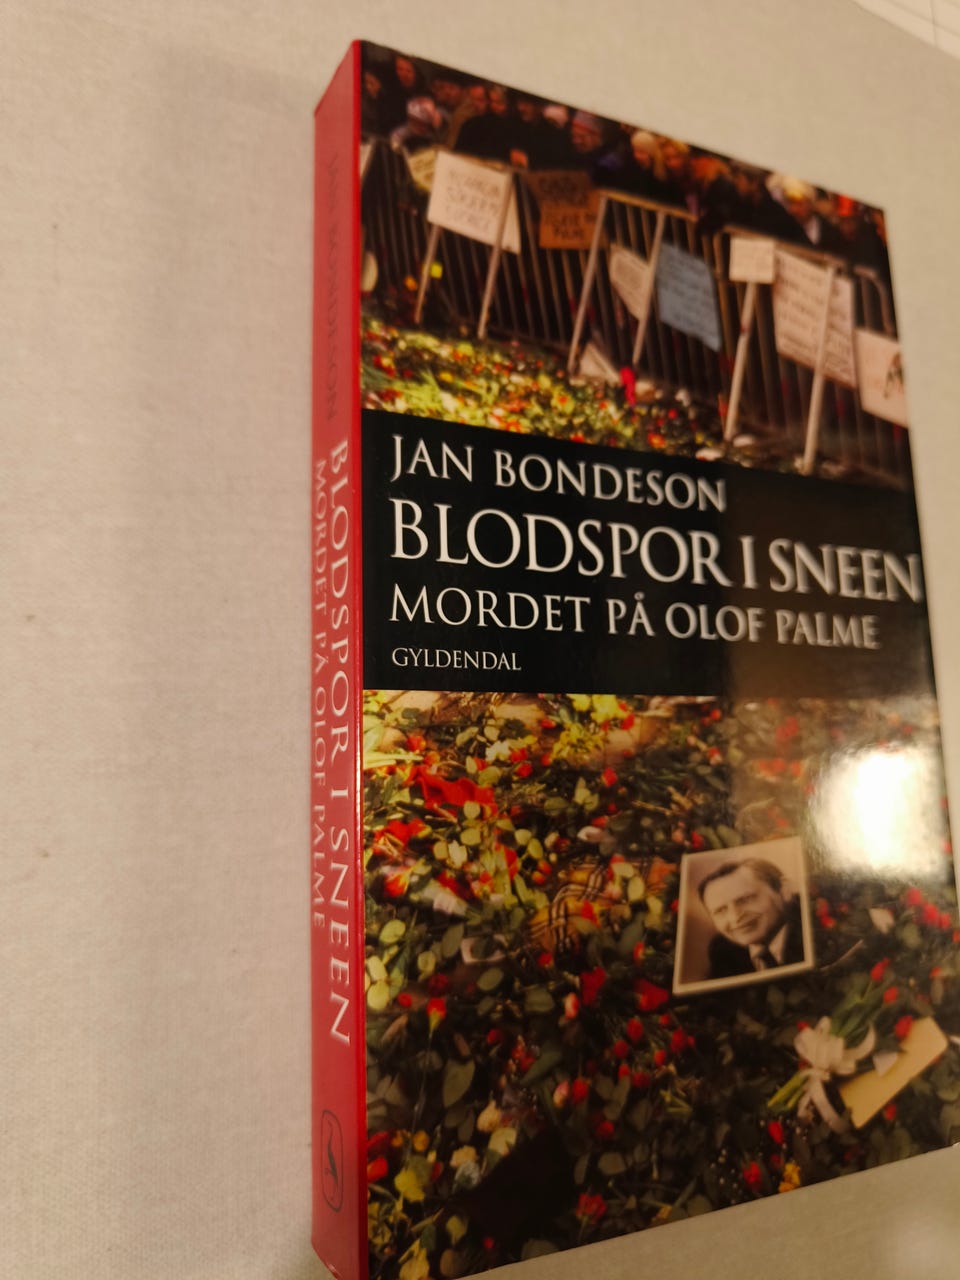 JAN BONDESON
BLODSPOR I SNEEN
MORDET PÅ OLOF PALME
GYLDENDAL
JAN BONDESON
BLODSPOR I SNEEN
MORDET PÅ OLOF PALME